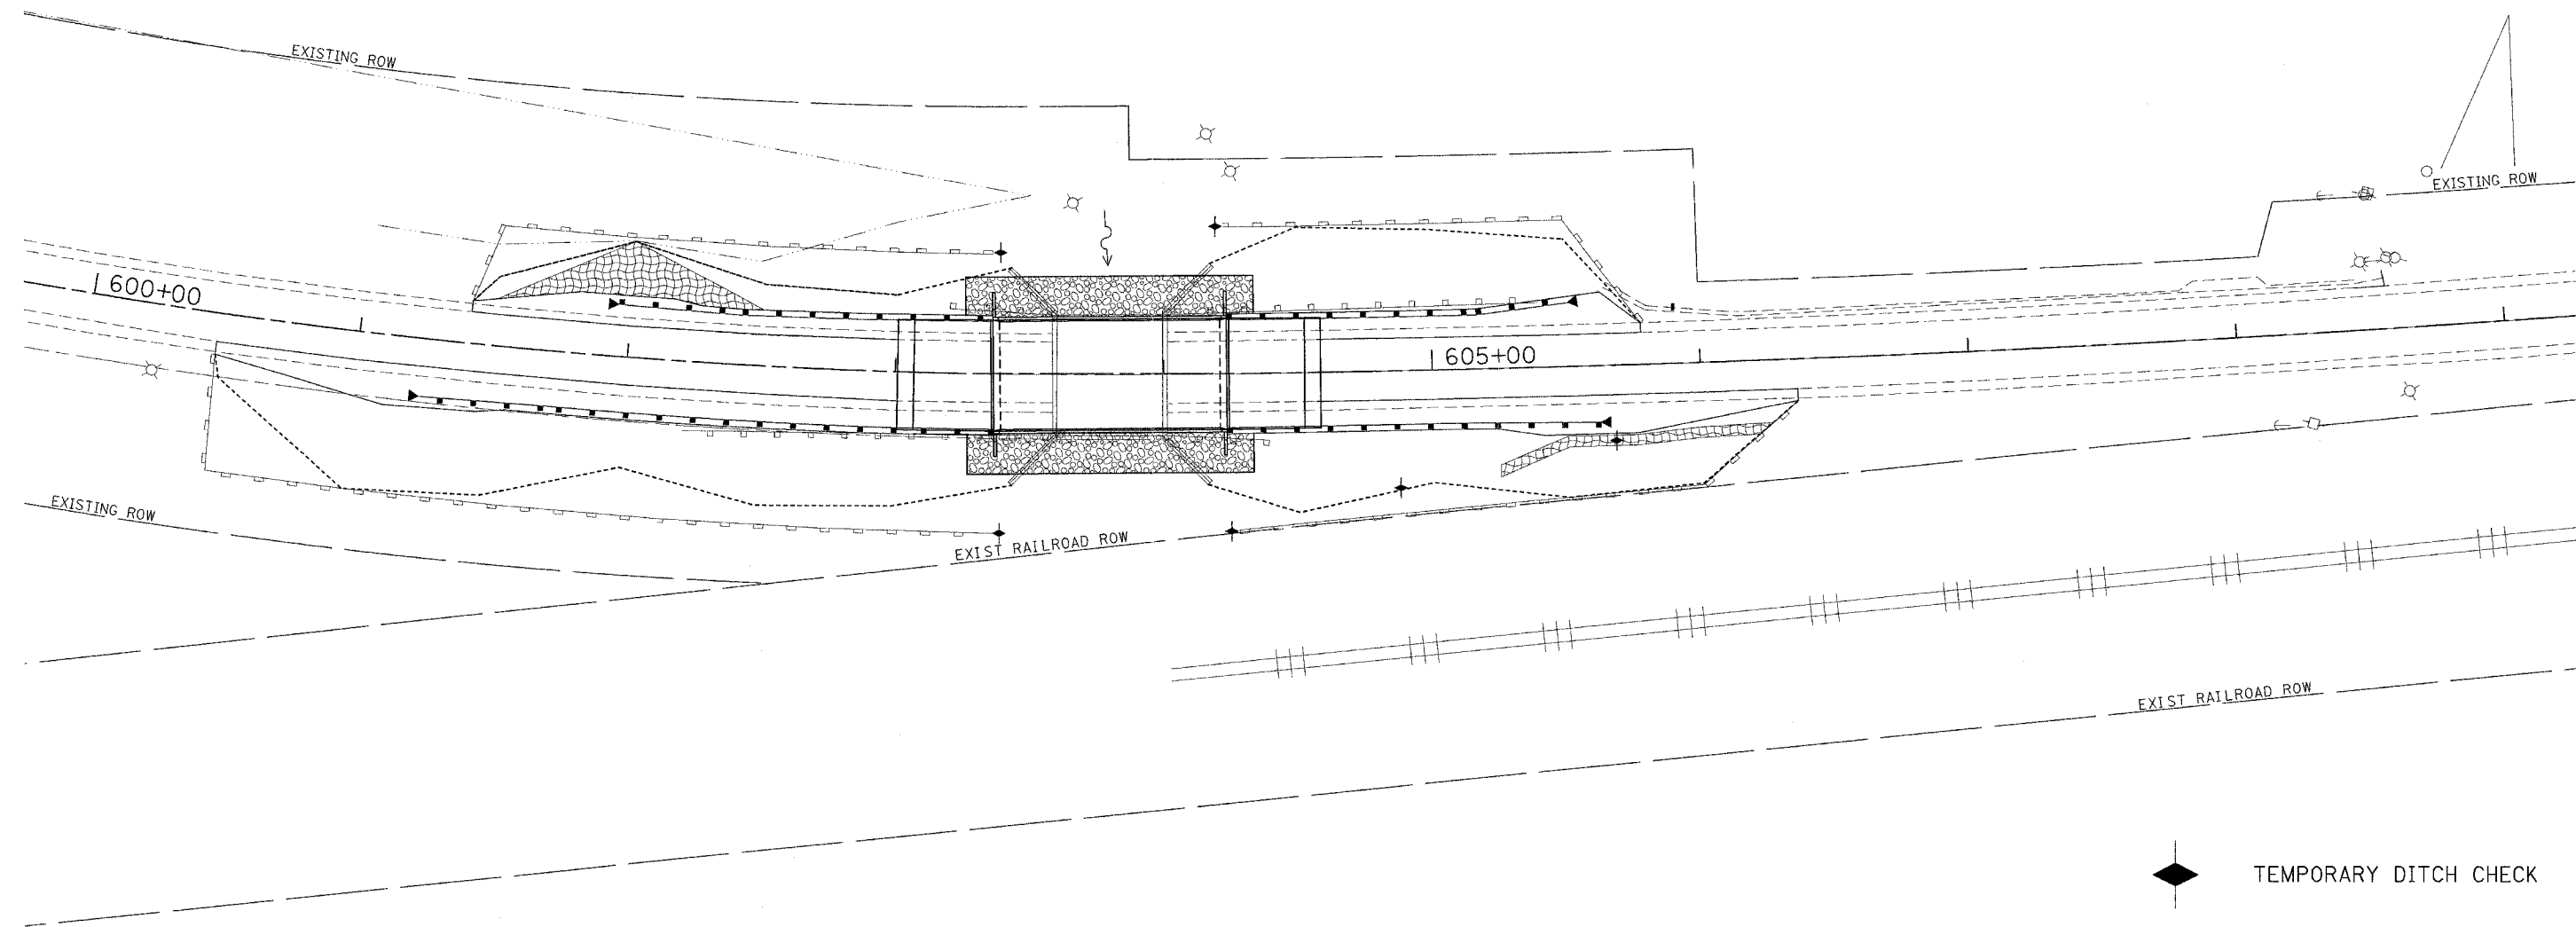 EXISTING ROW
EXISTING ROW
600+00
605+00
EXISTING ROW
EXIST RAILROAD ROW
EXIST RAILROAD ROW
TEMPORARY DITCH CHECK